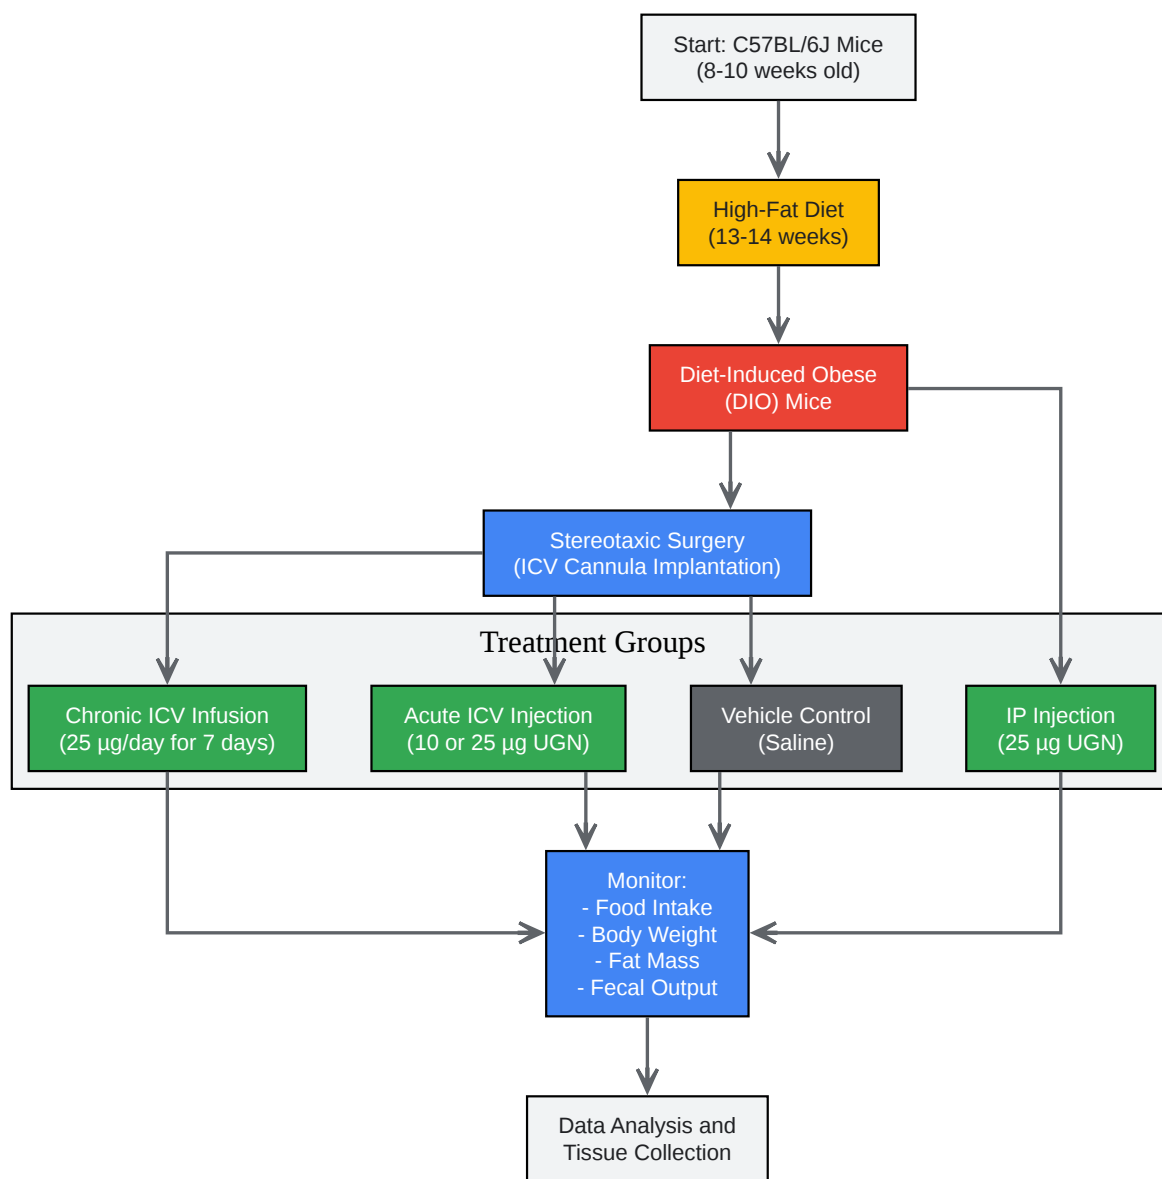 Start: C57BL/6J Mice
(8-10 weeks old)
High-Fat Diet
(13-14 weeks)
Diet-Induced Obese
(DIO) Mice
Stereotaxic Surgery
(ICV Cannula Implantation)
Treatment Groups
Chronic ICV Infusion
(25 µg/day for 7 days)
Acute ICV Injection
(10 or 25 µg UGN)
Vehicle Control
(Saline)
IP Injection
(25 µg UGN)
Monitor:
- Food Intake
- Body Weight
- Fat Mass
- Fecal Output
Data Analysis and
Tissue Collection